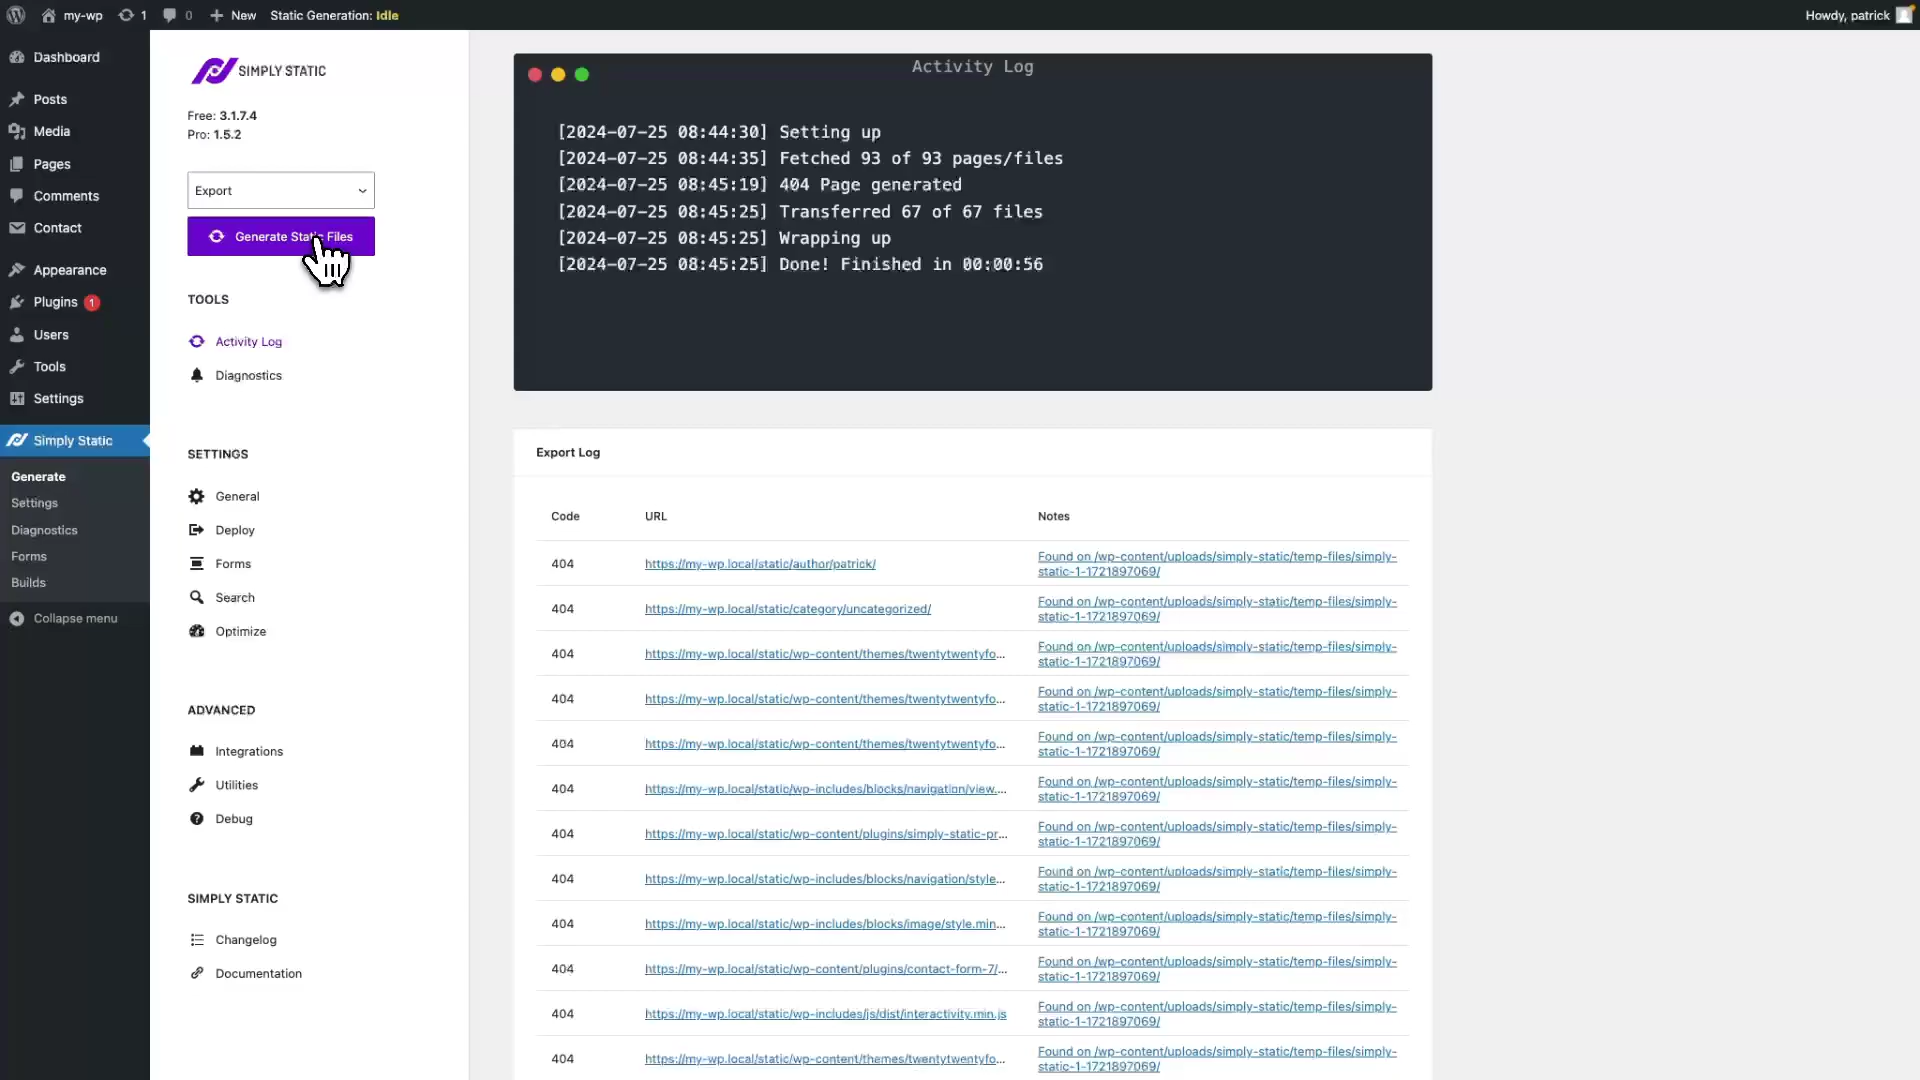 my-wp
1
0
New
Static Generation: Idle
Howdy, patrick
Dashboard
Posts
Media
Pages
Comments
Contact
Appearance
Plugins 1
Users
Tools
Settings
Simply Static
Generate
Settings
Diagnostics
Forms
Builds
Collapse menu
SIMPLY STATIC
Free: 3.1.7.4
Pro: 1.5.2
Export
Generate Static Files
TOOLS
Activity Log
Diagnostics
SETTINGS
General
Deploy
Forms
Search
Optimize
ADVANCED
Integrations
Utilities
Debug
SIMPLY STATIC
Changelog
Documentation
Activity Log
[2024-07-25 08:44:30] Setting up
[2024-07-25 08:44:35] Fetched 93 of 93 pages/files
[2024-07-25 08:45:19] 404 Page generated
[2024-07-25 08:45:25] Transferred 67 of 67 files
[2024-07-25 08:45:25] Wrapping up
[2024-07-25 08:45:25] Done! Finished in 00:00:56
Export Log
Code URL Notes
404 https://my-wp.local/static/author/patrick/ Found on /wp-content/uploads/simply-static/temp-files/simply-
static-1-1721897069/
404 https://my-wp.local/static/category/uncategorized/ Found on /wp-content/uploads/simply-static/temp-files/simply-
static-1-1721897069/
404 https://my-wp.local/static/wp-content/themes/twentytwentyfo... Found on /wp-content/uploads/simply-static/temp-files/simply-
static-1-1721897069/
404 https://my-wp.local/static/wp-content/themes/twentytwentyfo... Found on /wp-content/uploads/simply-static/temp-files/simply-
static-1-1721897069/
404 https://my-wp.local/static/wp-content/themes/twentytwentyfo... Found on /wp-content/uploads/simply-static/temp-files/simply-
static-1-1721897069/
404 https://my-wp.local/static/wp-includes/blocks/navigation/view.... Found on /wp-content/uploads/simply-static/temp-files/simply-
static-1-1721897069/
404 https://my-wp.local/static/wp-content/plugins/simply-static-pr... Found on /wp-content/uploads/simply-static/temp-files/simply-
static-1-1721897069/
404 https://my-wp.local/static/wp-includes/blocks/navigation/style... Found on /wp-content/uploads/simply-static/temp-files/simply-
static-1-1721897069/
404 https://my-wp.local/static/wp-includes/blocks/image/style.min... Found on /wp-content/uploads/simply-static/temp-files/simply-
static-1-1721897069/
404 https://my-wp.local/static/wp-content/plugins/contact-form-7/... Found on /wp-content/uploads/simply-static/temp-files/simply-
static-1-1721897069/
404 https://my-wp.local/static/wp-includes/js/dist/interactivity.min.js Found on /wp-content/uploads/simply-static/temp-files/simply-
static-1-1721897069/
404 https://my-wp.local/static/wp-content/themes/twentytwentyfo... Found on /wp-content/uploads/simply-static/temp-files/simply-
static-1-1721897069/